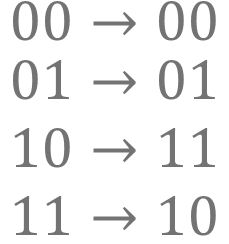 00 → 00
01 → 01
10 → 11
11 → 10